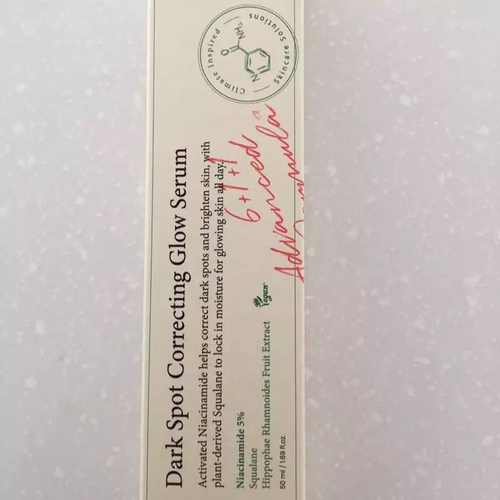 Dark Spot Correcting Glow Serum
Activated Niacinamide helps correct dark spots and brighten skin, with
plant-derived Squalane to lock in moisture for glowing skin all day.
Niacinamide 5%
Squalane
Hippophae Rhamnoides Fruit Extract
50 ml / 1.69 fl.oz.
Vegan
Climate Inspired
Skincare Solutions
O
NH₂
N
6+1+1
Advanced
Formula